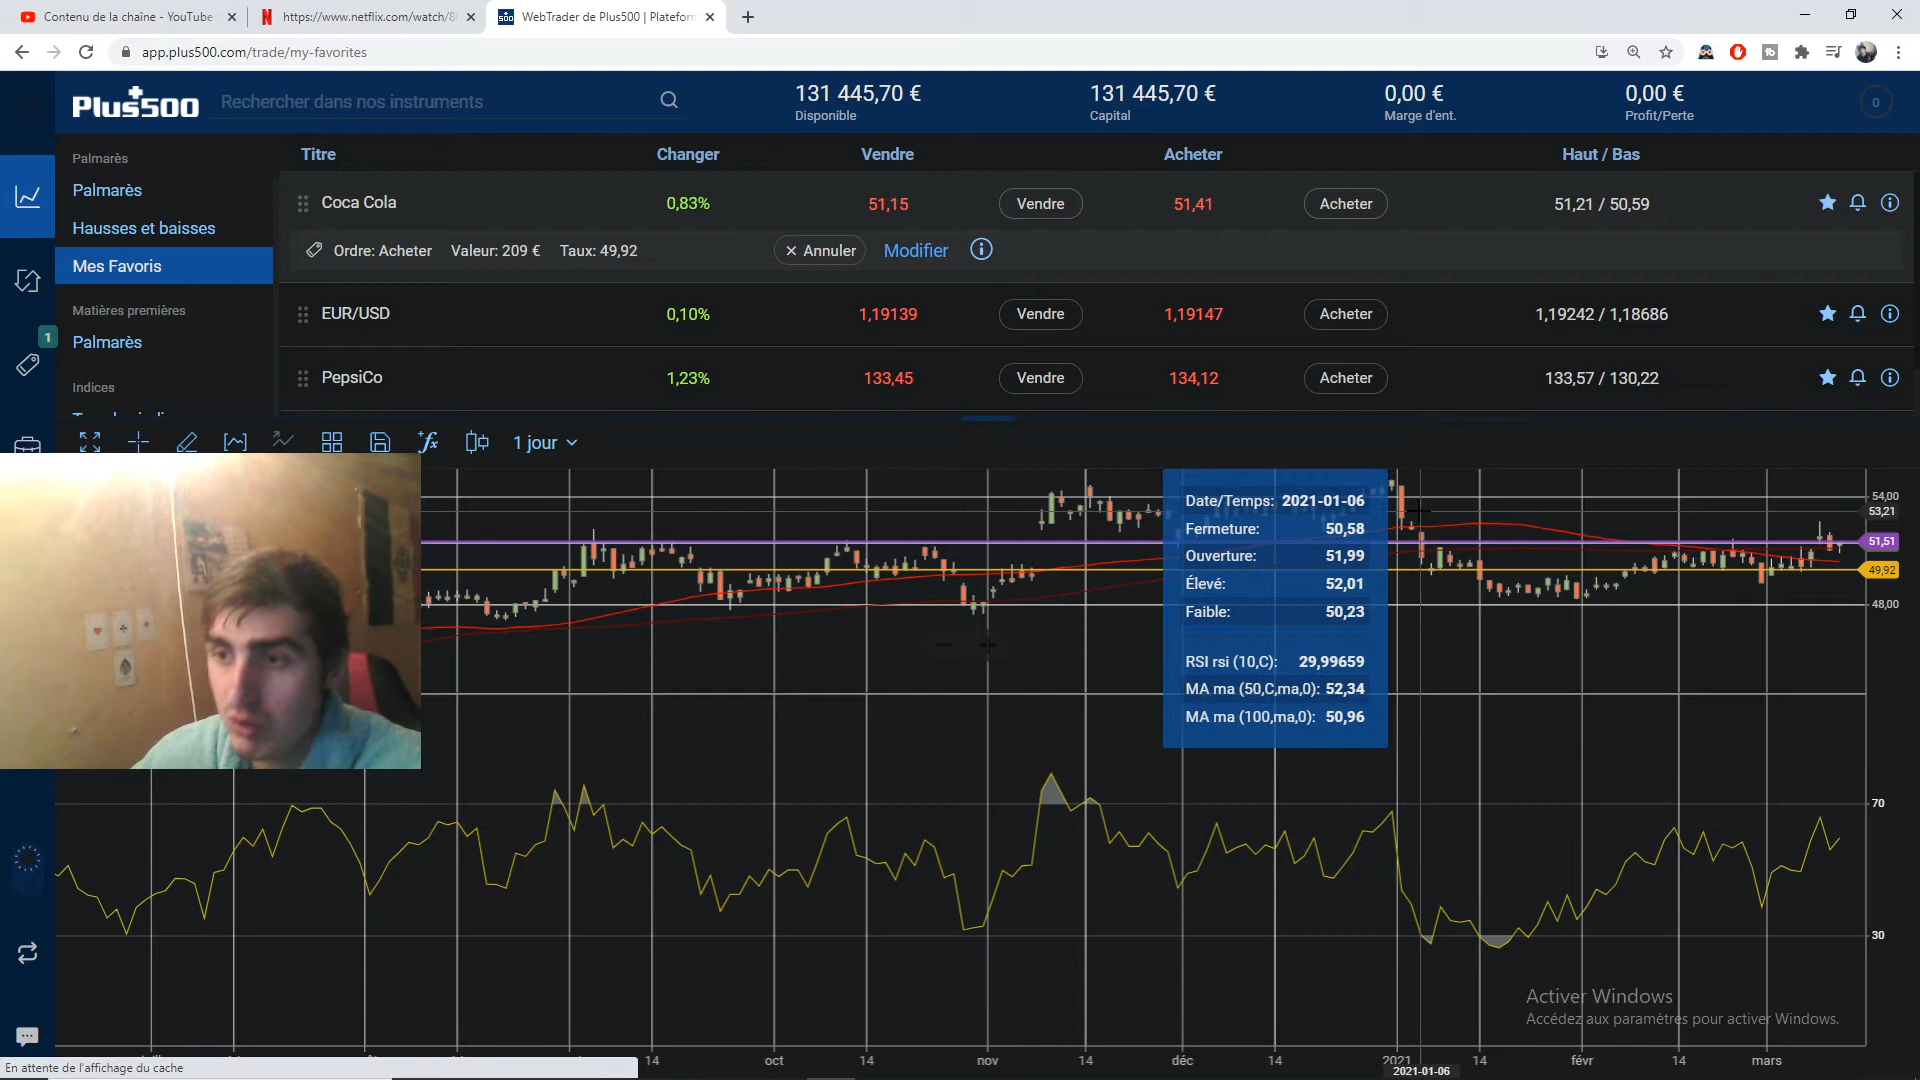 Contenu de la chaîne - YouTube
https://www.netflix.com/watch/8
WebTrader de Plus500 | Platefor
app.plus500.com/trade/my-favorites
Plus500
Rechercher dans nos instruments
131 445,70 €
Disponible
131 445,70 €
Capital
0,00 €
Marge d'ent.
0,00 €
Profit/Perte
0
Palmarès
Palmarès
Hausses et baisses
Mes Favoris
Matières premières
Palmarès
Indices
1
Titre Changer Vendre Acheter Haut / Bas
Coca Cola 0,83% 51,15 Vendre 51,41 Acheter 51,21 / 50,59
Ordre: Acheter Valeur: 209 € Taux: 49,92 × Annuler Modifier
EUR/USD 0,10% 1,19139 Vendre 1,19147 Acheter 1,19242 / 1,18686
PepsiCo 1,23% 133,45 Vendre 134,12 Acheter 133,57 / 130,22
1 jour
Date/Temps: 2021-01-06
Fermeture: 50,58
Ouverture: 51,99
Élevé: 52,01
Faible: 50,23
RSI rsi (10,C): 29,99659
MA ma (50,C,ma,0): 52,34
MA ma (100,ma,0): 50,96
54,00
53,21
51,51
49,92
48,00
70
30
Activer Windows
Accédez aux paramètres pour activer Windows.
14 oct 14 nov 14 déc 14 2021 14 févr 14 mars
2021-01-06
En attente de l'affichage du cache